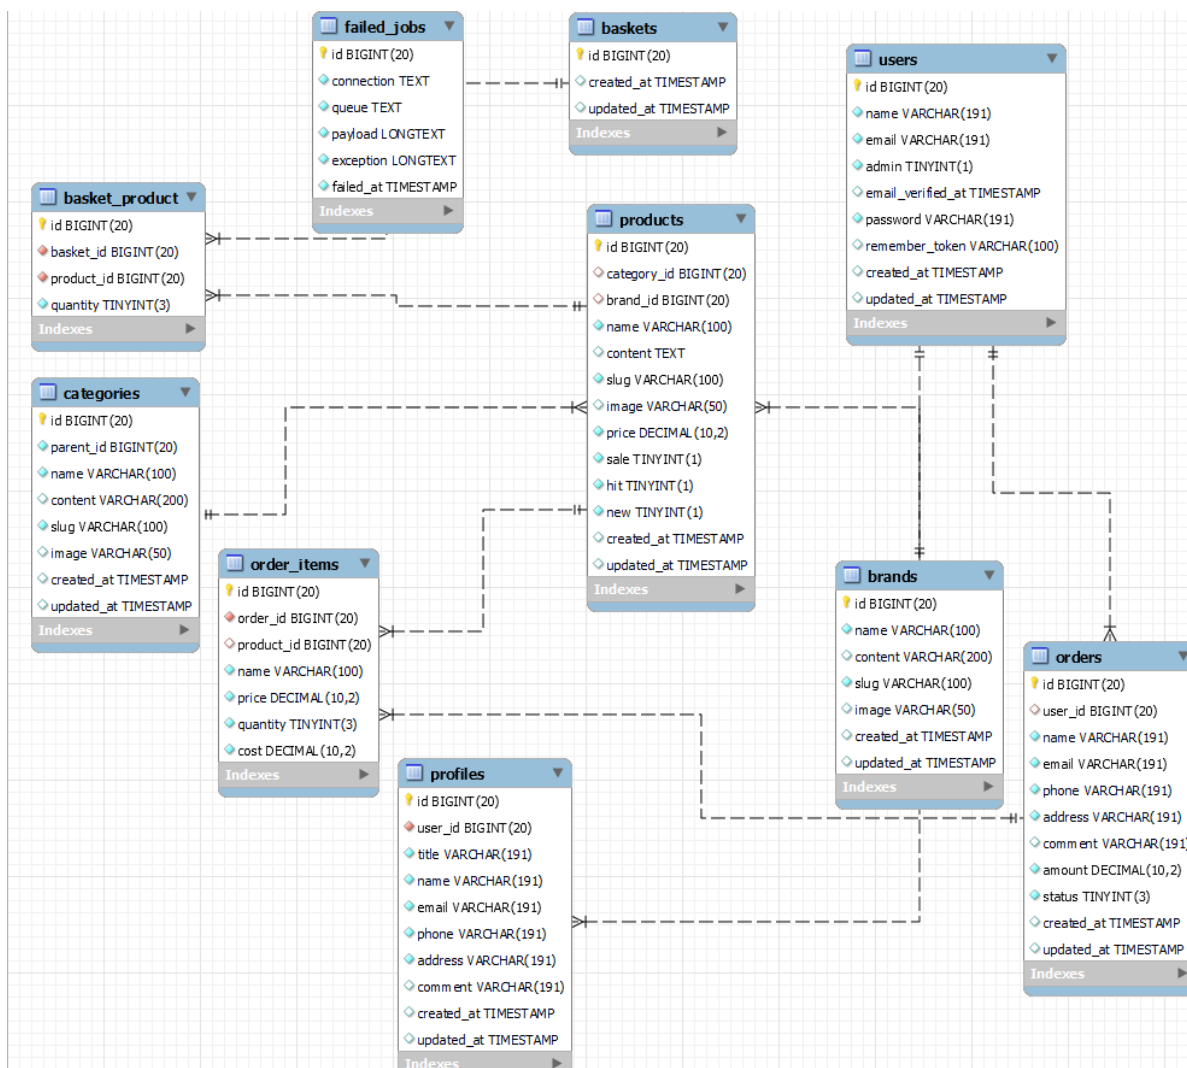 failed_jobs
id BIGINT(20)
connection TEXT
queue TEXT
payload LONGTEXT
exception LONGTEXT
failed_at TIMESTAMP
Indexes
baskets
id BIGINT(20)
created_at TIMESTAMP
updated_at TIMESTAMP
Indexes
users
id BIGINT(20)
name VARCHAR(191)
email VARCHAR(191)
admin TINYINT(1)
email_verified_at TIMESTAMP
password VARCHAR(191)
remember_token VARCHAR(100)
created_at TIMESTAMP
updated_at TIMESTAMP
Indexes
basket_product
id BIGINT(20)
basket_id BIGINT(20)
product_id BIGINT(20)
quantity TINYINT(3)
Indexes
products
id BIGINT(20)
category_id BIGINT(20)
brand_id BIGINT(20)
name VARCHAR(100)
content TEXT
slug VARCHAR(100)
image VARCHAR(50)
price DECIMAL(10,2)
sale TINYINT(1)
hit TINYINT(1)
new TINYINT(1)
created_at TIMESTAMP
updated_at TIMESTAMP
Indexes
categories
id BIGINT(20)
parent_id BIGINT(20)
name VARCHAR(100)
content VARCHAR(200)
slug VARCHAR(100)
image VARCHAR(50)
created_at TIMESTAMP
updated_at TIMESTAMP
Indexes
order_items
id BIGINT(20)
order_id BIGINT(20)
product_id BIGINT(20)
name VARCHAR(100)
price DECIMAL(10,2)
quantity TINYINT(3)
cost DECIMAL(10,2)
Indexes
brands
id BIGINT(20)
name VARCHAR(100)
content VARCHAR(200)
slug VARCHAR(100)
image VARCHAR(50)
created_at TIMESTAMP
updated_at TIMESTAMP
Indexes
orders
id BIGINT(20)
user_id BIGINT(20)
name VARCHAR(191)
email VARCHAR(191)
phone VARCHAR(191)
address VARCHAR(191)
comment VARCHAR(191)
amount DECIMAL(10,2)
status TINYINT(3)
created_at TIMESTAMP
updated_at TIMESTAMP
Indexes
profiles
id BIGINT(20)
user_id BIGINT(20)
title VARCHAR(191)
name VARCHAR(191)
email VARCHAR(191)
phone VARCHAR(191)
address VARCHAR(191)
comment VARCHAR(191)
created_at TIMESTAMP
updated_at TIMESTAMP
Indexes